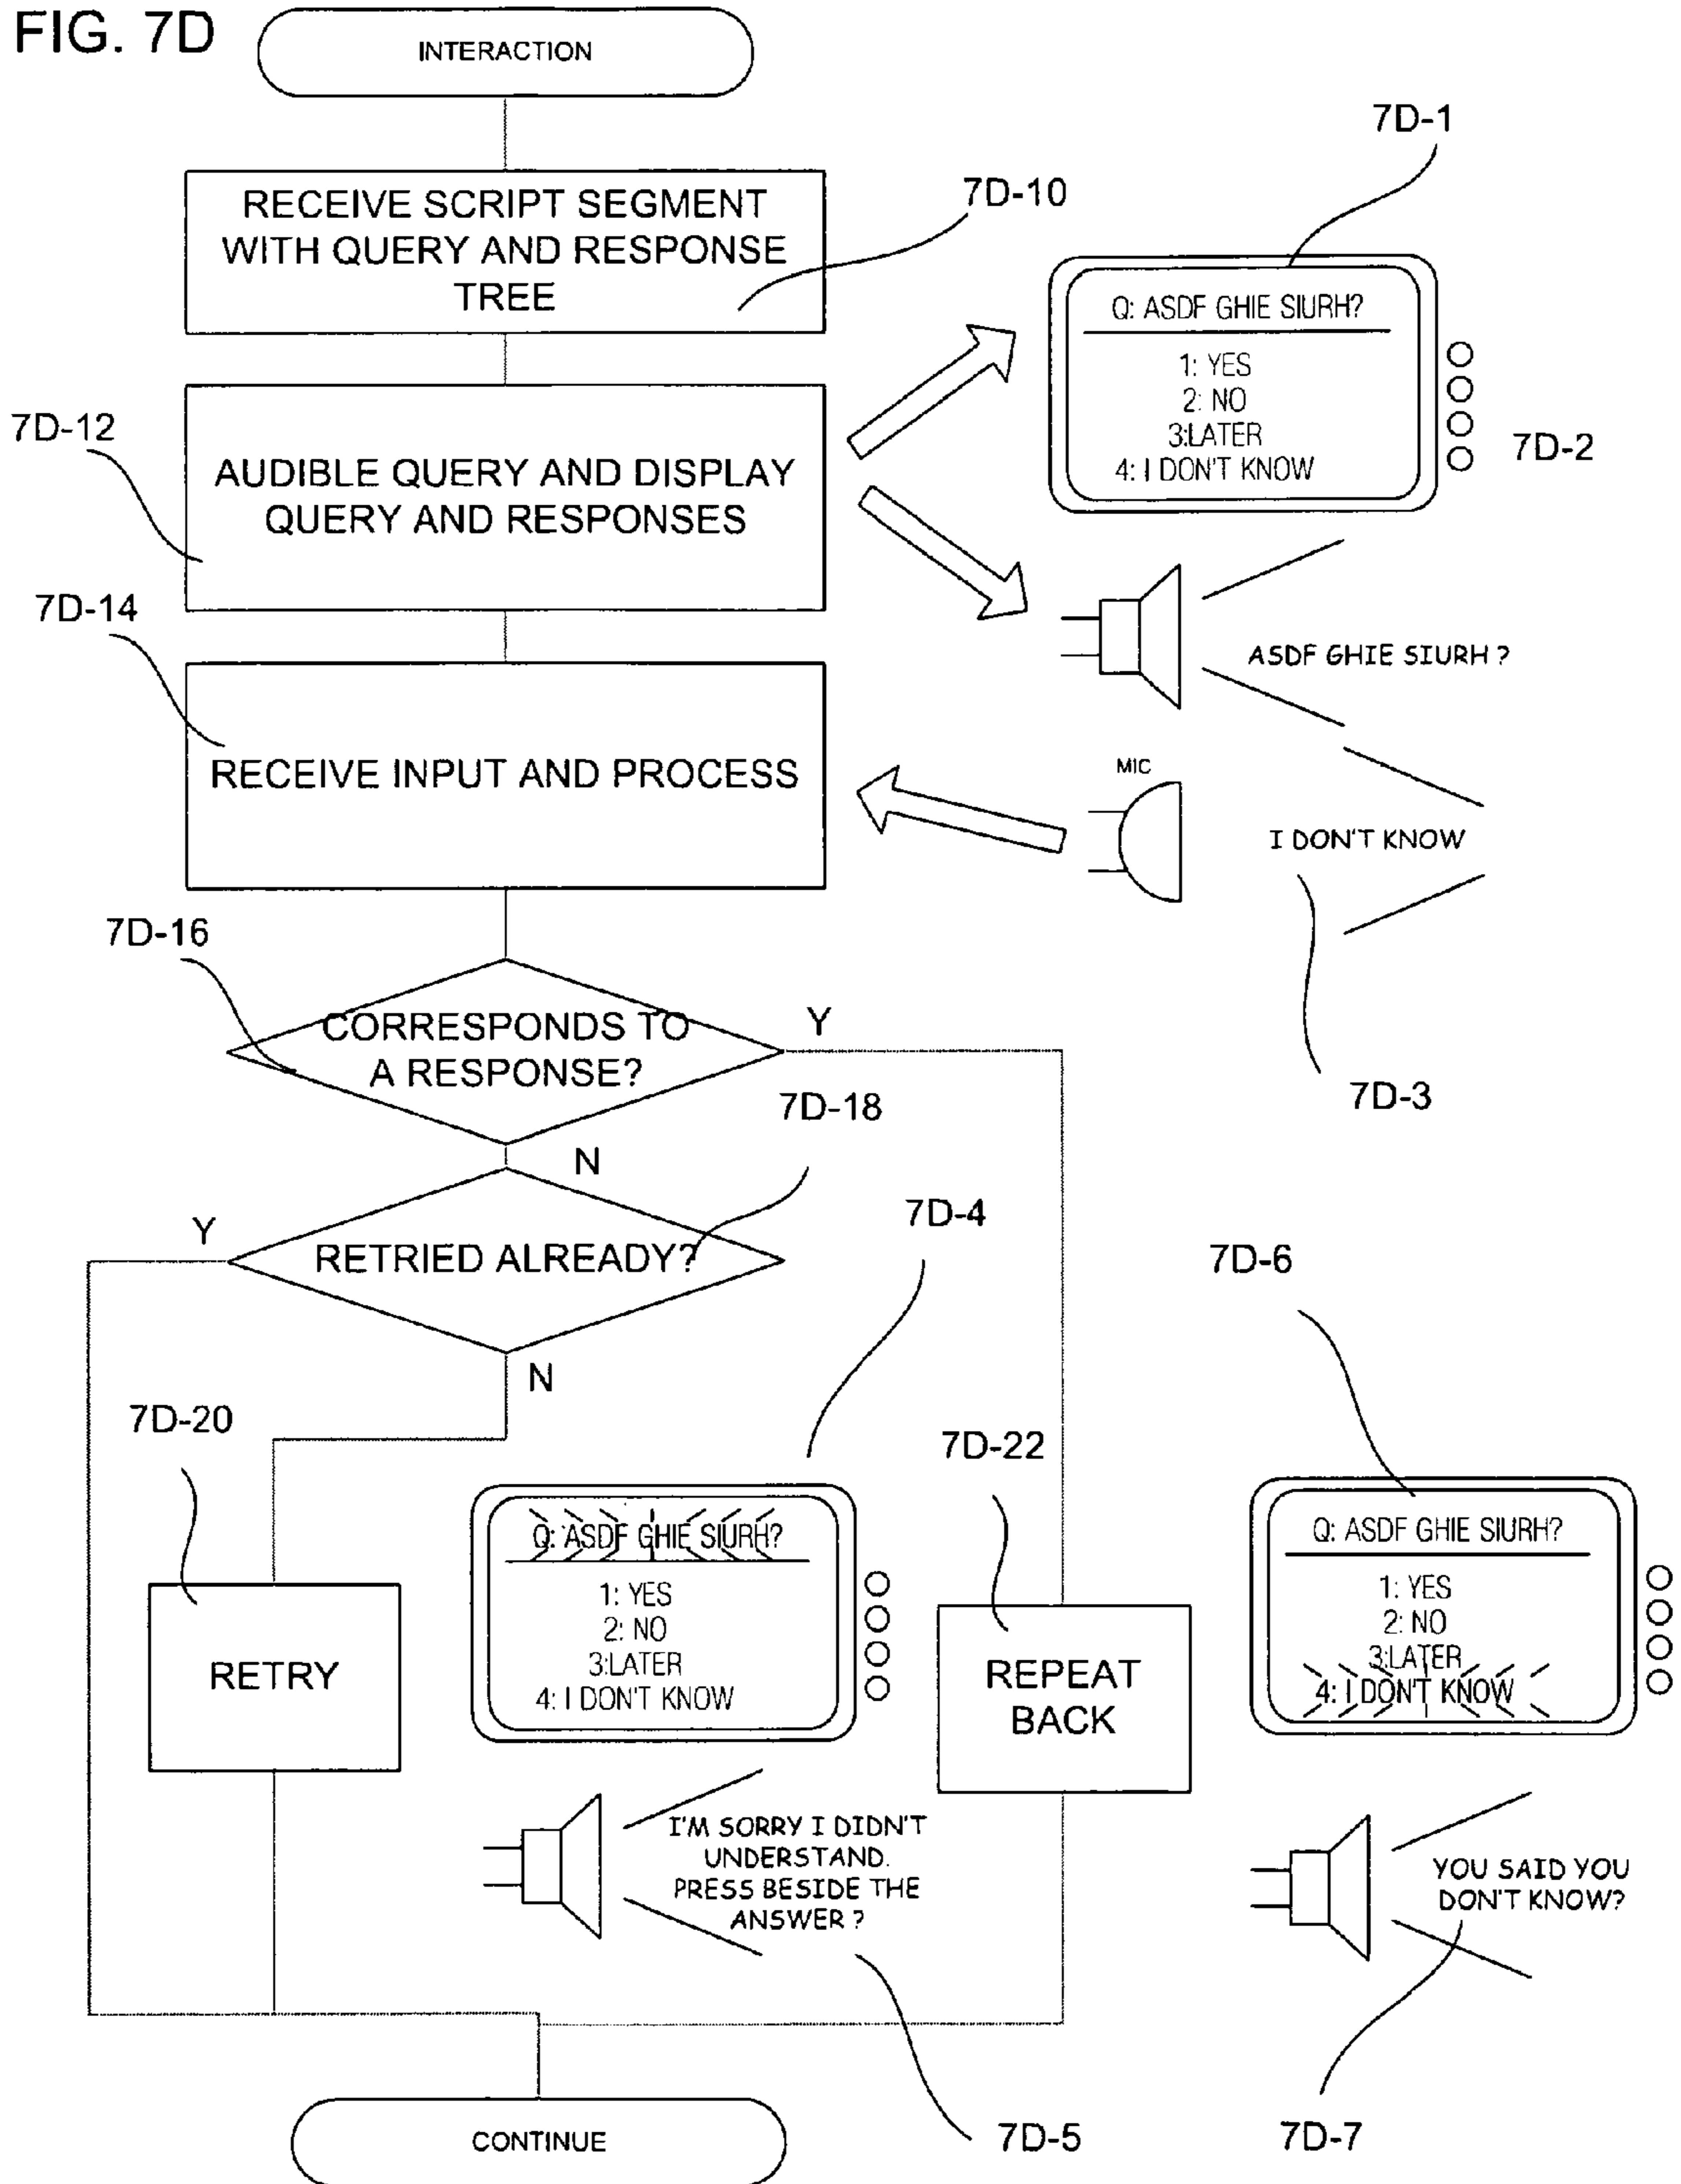 FIG. 7D
INTERACTION
7D-1
RECEIVE SCRIPT SEGMENT
WITH QUERY AND RESPONSE
TREE
7D-10
Q: ASDF GHIE SIURH?
1: YES
2: NO
3:LATER
4: I DON'T KNOW
7D-2
7D-12
AUDIBLE QUERY AND DISPLAY
QUERY AND RESPONSES
ASDF GHIE SIURH ?
7D-14
RECEIVE INPUT AND PROCESS
MIC
I DON'T KNOW
7D-3
7D-16
CORRESPONDS TO
A RESPONSE?
Y
N
7D-18
RETRIED ALREADY?
Y
N
7D-4
7D-6
7D-20
RETRY
Q: ASDF GHIE SIURH?
1: YES
2: NO
3:LATER
4: I DON'T KNOW
7D-22
REPEAT
BACK
Q: ASDF GHIE SIURH?
1: YES
2: NO
3:LATER
4: I DON'T KNOW
I'M SORRY I DIDN'T
UNDERSTAND.
PRESS BESIDE THE
ANSWER ?
YOU SAID YOU
DON'T KNOW?
7D-5
7D-7
CONTINUE